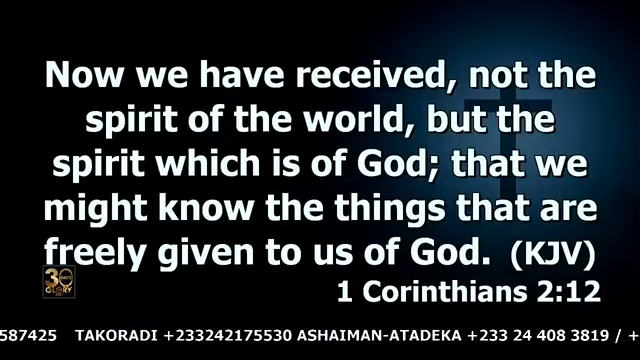 Now we have received, not the
spirit of the world, but the
spirit which is of God; that we
might know the things that are
freely given to us of God. (KJV)
30
GLORY
1 Corinthians 2:12
587425 TAKORADI +233242175530 ASHAIMAN-ATADEKA +233 24 408 3819 / +